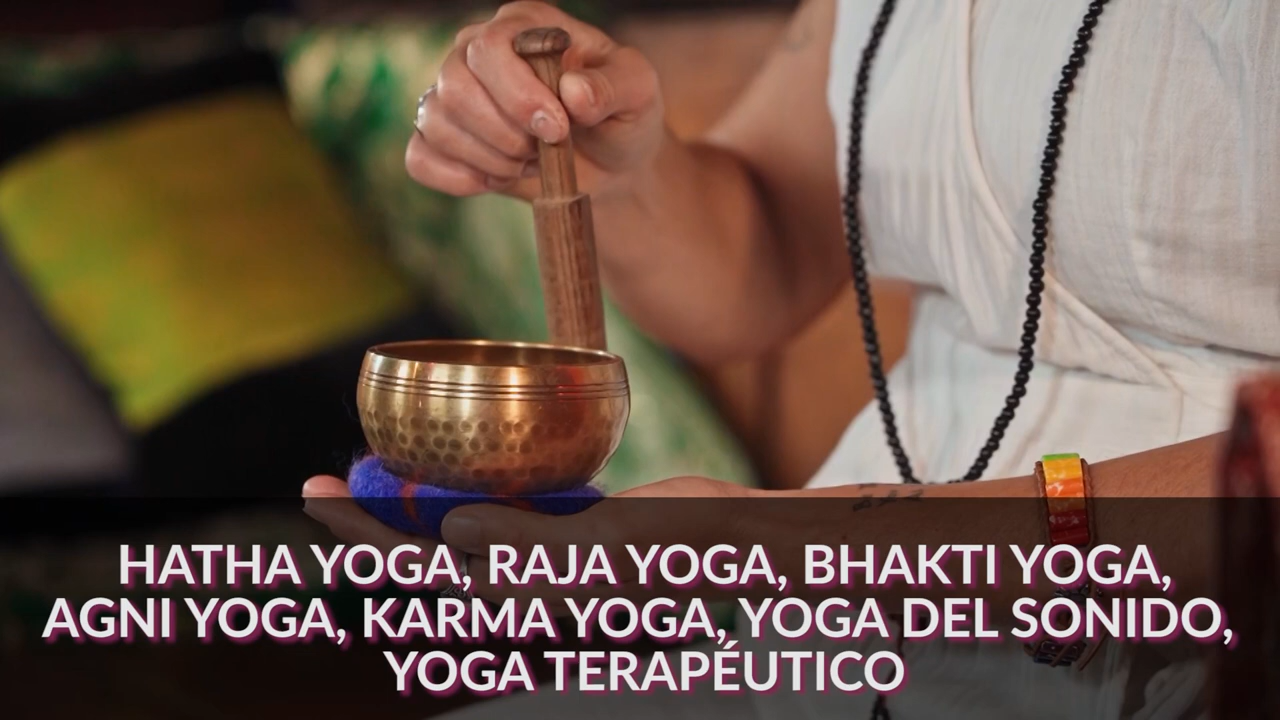 HATHA YOGA, RAJA YOGA, BHAKTI YOGA,
AGNI YOGA, KARMA YOGA, YOGA DEL SONIDO,
YOGA TERAPÉUTICO